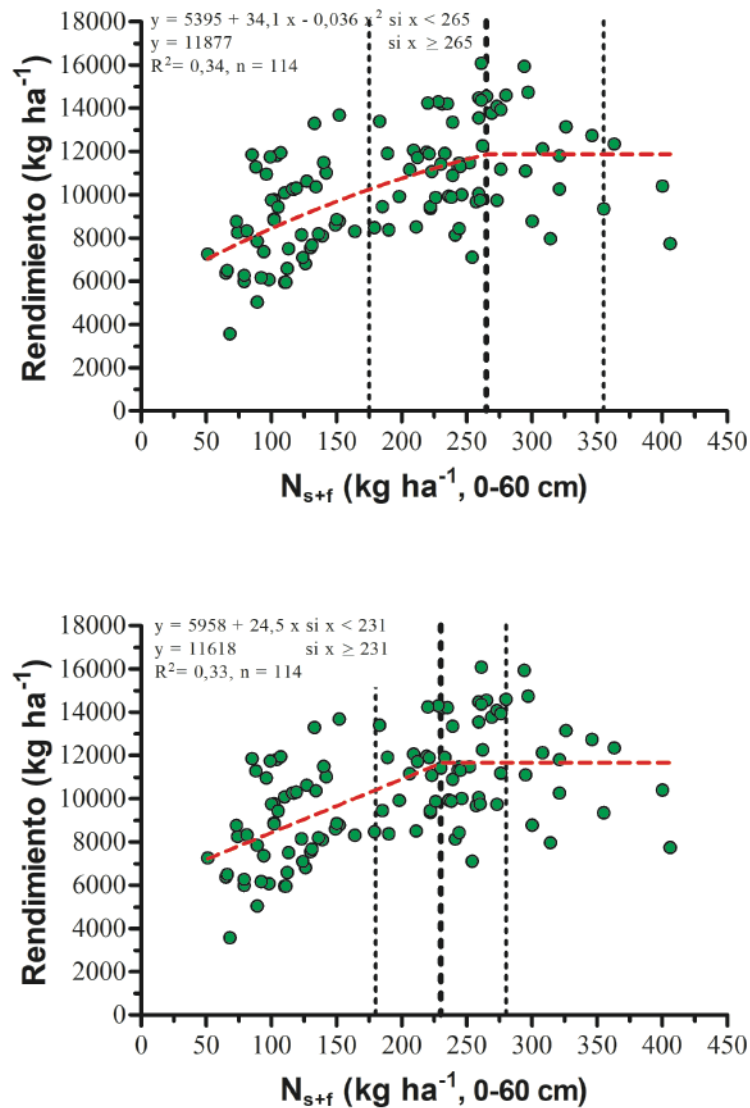 y = 5395 + 34,1 x - 0,036 x² si x < 265
y = 11877 si x ≥ 265
R²= 0,34, n = 114
Rendimiento (kg ha⁻¹)
18000
16000
14000
12000
10000
8000
6000
4000
2000
0
0 50 100 150 200 250 300 350 400 450
Nₛ₊f (kg ha⁻¹, 0-60 cm)
y = 5958 + 24,5 x si x < 231
y = 11618 si x ≥ 231
R²= 0,33, n = 114
Rendimiento (kg ha⁻¹)
18000
16000
14000
12000
10000
8000
6000
4000
2000
0
0 50 100 150 200 250 300 350 400 450
Nₛ₊f (kg ha⁻¹, 0-60 cm)